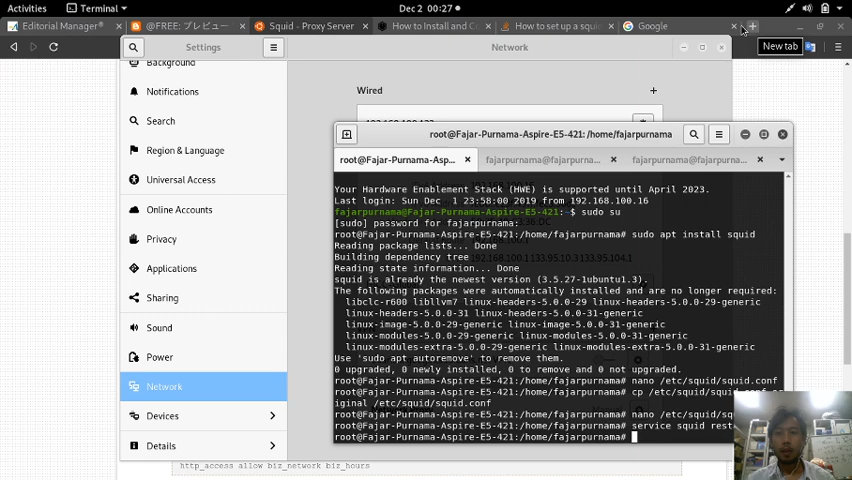 Activities
Terminal
Dec 2 00:27
Editorial Manager®
@FREE: プレビュー
Squid - Proxy Server
How to Install and Co
How to set up a squi
Google
New tab
Settings
Network
Background
Notifications
Search
Region & Language
Universal Access
Online Accounts
Privacy
Applications
Sharing
Sound
Power
Network
Devices
Details
Wired
root@Fajar-Purnama-Aspire-E5-421: /home/fajarpurnama
root@Fajar-Purnama-Asp...
fajarpurnama@fajarpurna...
fajarpurnama@fajarpurna...
Your Hardware Enablement Stack (HWE) is supported until April 2023.
Last login: Sun Dec  1 23:58:00 2019 from 192.168.100.16
fajarpurnama@Fajar-Purnama-Aspire-E5-421:~$ sudo su
[sudo] password for fajarpurnama:
root@Fajar-Purnama-Aspire-E5-421:/home/fajarpurnama# sudo apt install squid
Reading package lists... Done
Building dependency tree
Reading state information... Done
squid is already the newest version (3.5.27-1ubuntu1.3).
The following packages were automatically installed and are no longer required:
libclc-r600 libllvm7 linux-headers-5.0.0-29 linux-headers-5.0.0-29-generic
linux-headers-5.0.0-31 linux-headers-5.0.0-31-generic
linux-image-5.0.0-29-generic linux-image-5.0.0-31-generic
linux-modules-5.0.0-29-generic linux-modules-5.0.0-31-generic
linux-modules-extra-5.0.0-29-generic linux-modules-extra-5.0.0-31-generic
Use 'sudo apt autoremove' to remove them.
0 upgraded, 0 newly installed, 0 to remove and 0 not upgraded.
root@Fajar-Purnama-Aspire-E5-421:/home/fajarpurnama# nano /etc/squid/squid.conf
root@Fajar-Purnama-Aspire-E5-421:/home/fajarpurnama# cp /etc/squid/squid.conf.or
iginal /etc/squid/squid.conf
root@Fajar-Purnama-Aspire-E5-421:/home/fajarpurnama# nano /etc/squid/sq
root@Fajar-Purnama-Aspire-E5-421:/home/fajarpurnama# service squid rest
root@Fajar-Purnama-Aspire-E5-421:/home/fajarpurnama#
http_access allow biz_network biz_hours